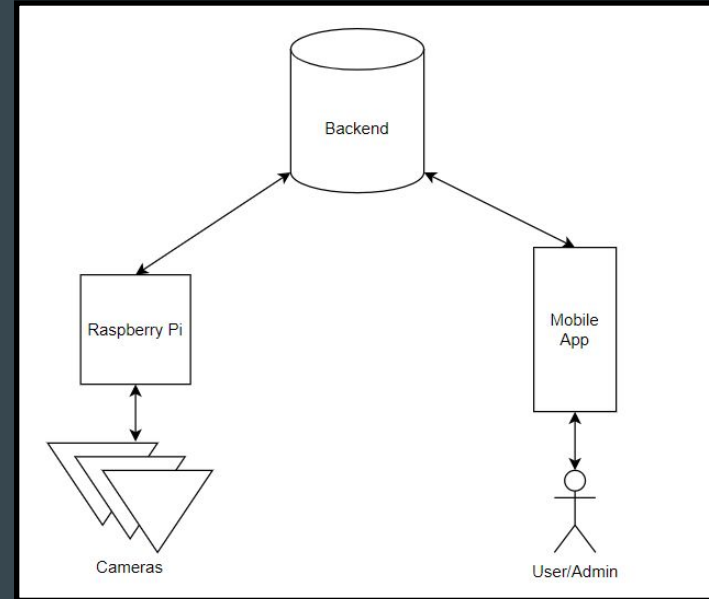 Backend
Raspberry Pi
Mobile
App
Cameras
User/Admin